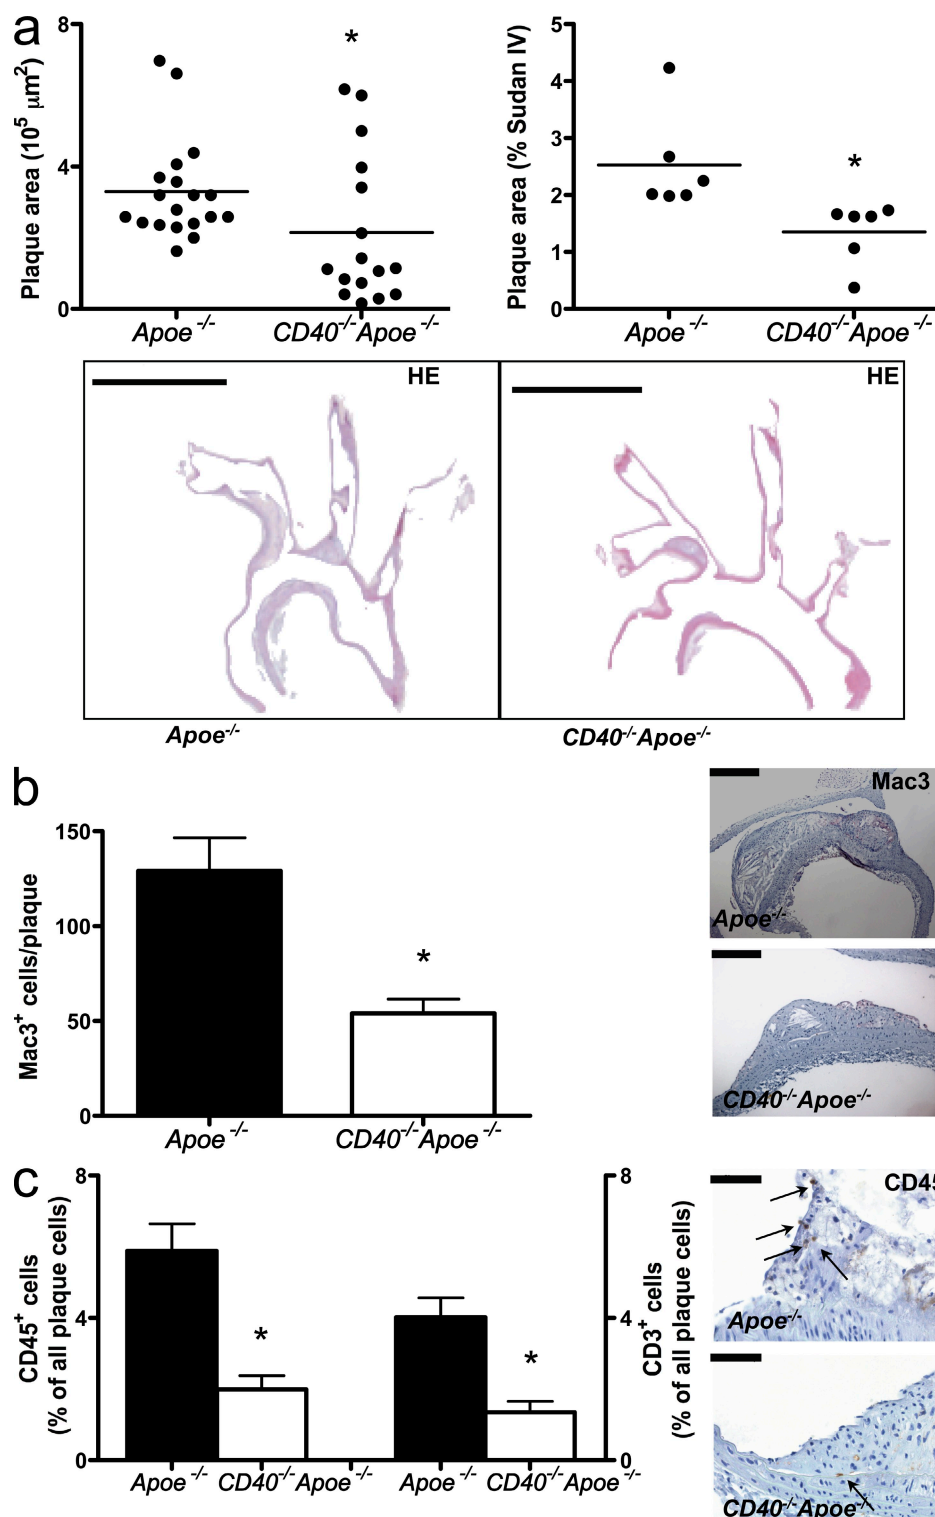 a
Plaque area (10⁵ μm²)
8
4
0
*
Apoe⁻/⁻
CD40⁻/⁻Apoe⁻/⁻
Plaque area (% Sudan IV)
5
4
3
2
1
0
*
Apoe⁻/⁻
CD40⁻/⁻Apoe⁻/⁻
HE
HE
Apoe⁻/⁻
CD40⁻/⁻Apoe⁻/⁻
b
Mac3⁺ cells/plaque
150
100
50
0
*
Apoe⁻/⁻
CD40⁻/⁻Apoe⁻/⁻
Mac3
Apoe⁻/⁻
CD40⁻/⁻Apoe⁻/⁻
c
CD45⁺ cells
(% of all plaque cells)
8
4
0
*
*
Apoe⁻/⁻
CD40⁻/⁻Apoe⁻/⁻
Apoe⁻/⁻
CD40⁻/⁻Apoe⁻/⁻
8
4
0
CD3⁺ cells
(% of all plaque cells)
CD45
Apoe⁻/⁻
CD40⁻/⁻Apoe⁻/⁻